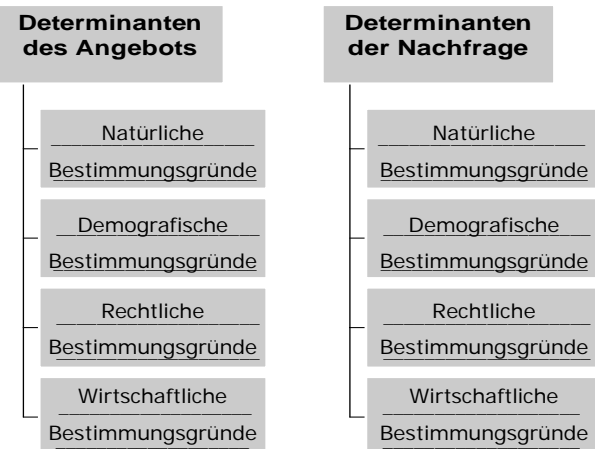 Determinanten
des Angebots
Natürliche
Bestimmungsgründe
Demografische
Bestimmungsgründe
Rechtliche
Bestimmungsgründe
Wirtschaftliche
Bestimmungsgründe
Determinanten
der Nachfrage
Natürliche
Bestimmungsgründe
Demografische
Bestimmungsgründe
Rechtliche
Bestimmungsgründe
Wirtschaftliche
Bestimmungsgründe